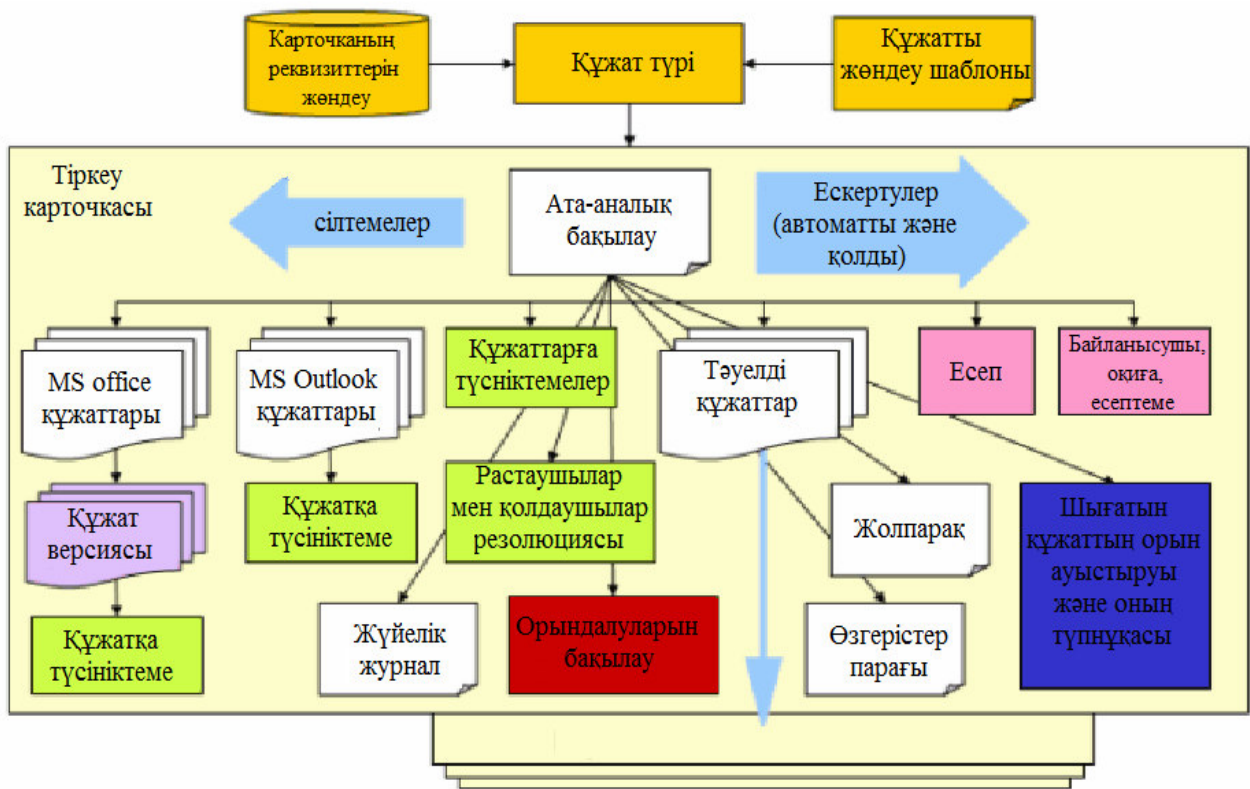 Карточканың
реквизиттерін
жөндеу
Құжат түрі
Құжатты
жөндеу шаблоны
Тіркеу
карточкасы
сілтемелер
Ата-аналық
бақылау
Ескертулер
(автоматты және
қолды)
MS office
құжаттары
MS Outlook
құжаттары
Құжаттарға
түсніктемелер
Тәуелді
құжаттар
Есеп
Байланысушы,
оқиға,
есептеме
Құжат
версиясы
Құжатқа
түсініктеме
Растаушылар
мен қолдаушылар
резолюциясы
Жолпарақ
Шығатын
құжаттың орын
ауыстыруы
және оның
түпнұқасы
Құжатқа
түсініктеме
Жүйелік
журнал
Орындалуларын
бақылау
Өзгерістер
парағы